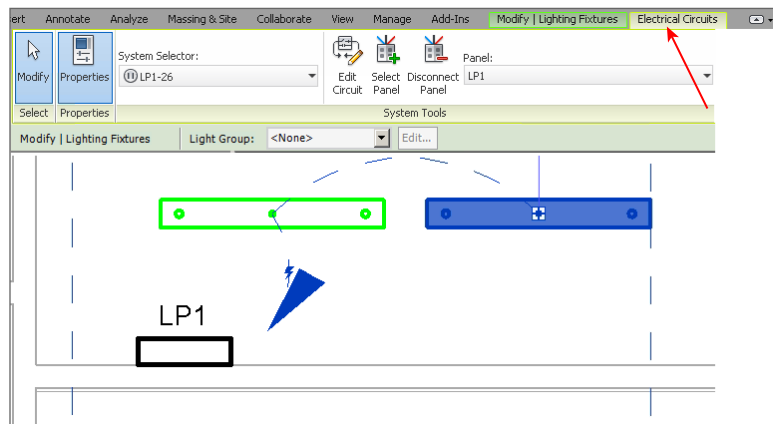 ert Annotate Analyze Massing & Site Collaborate View Manage Add-Ins Modify | Lighting Fixtures Electrical Circuits
System Selector:
LP1-26
Panel:
LP1
Modify Properties Edit Circuit Select Panel Disconnect Panel
Select Properties System Tools
Modify | Lighting Fixtures Light Group: <None> Edit...
LP1